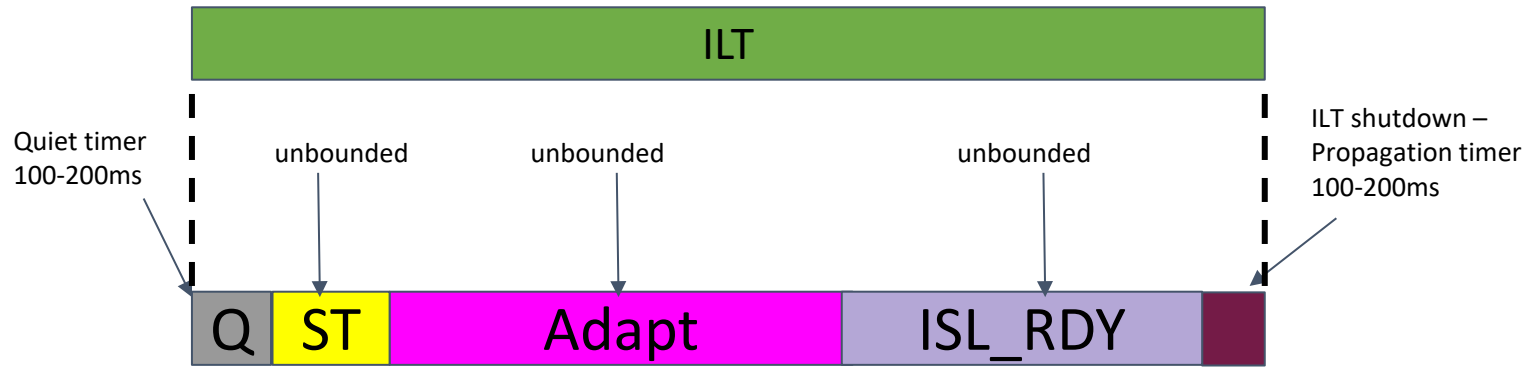 ILT
Quiet timer
100-200ms
unbounded
unbounded
unbounded
ILT shutdown –
Propagation timer
100-200ms
Q
ST
Adapt
ISL_RDY